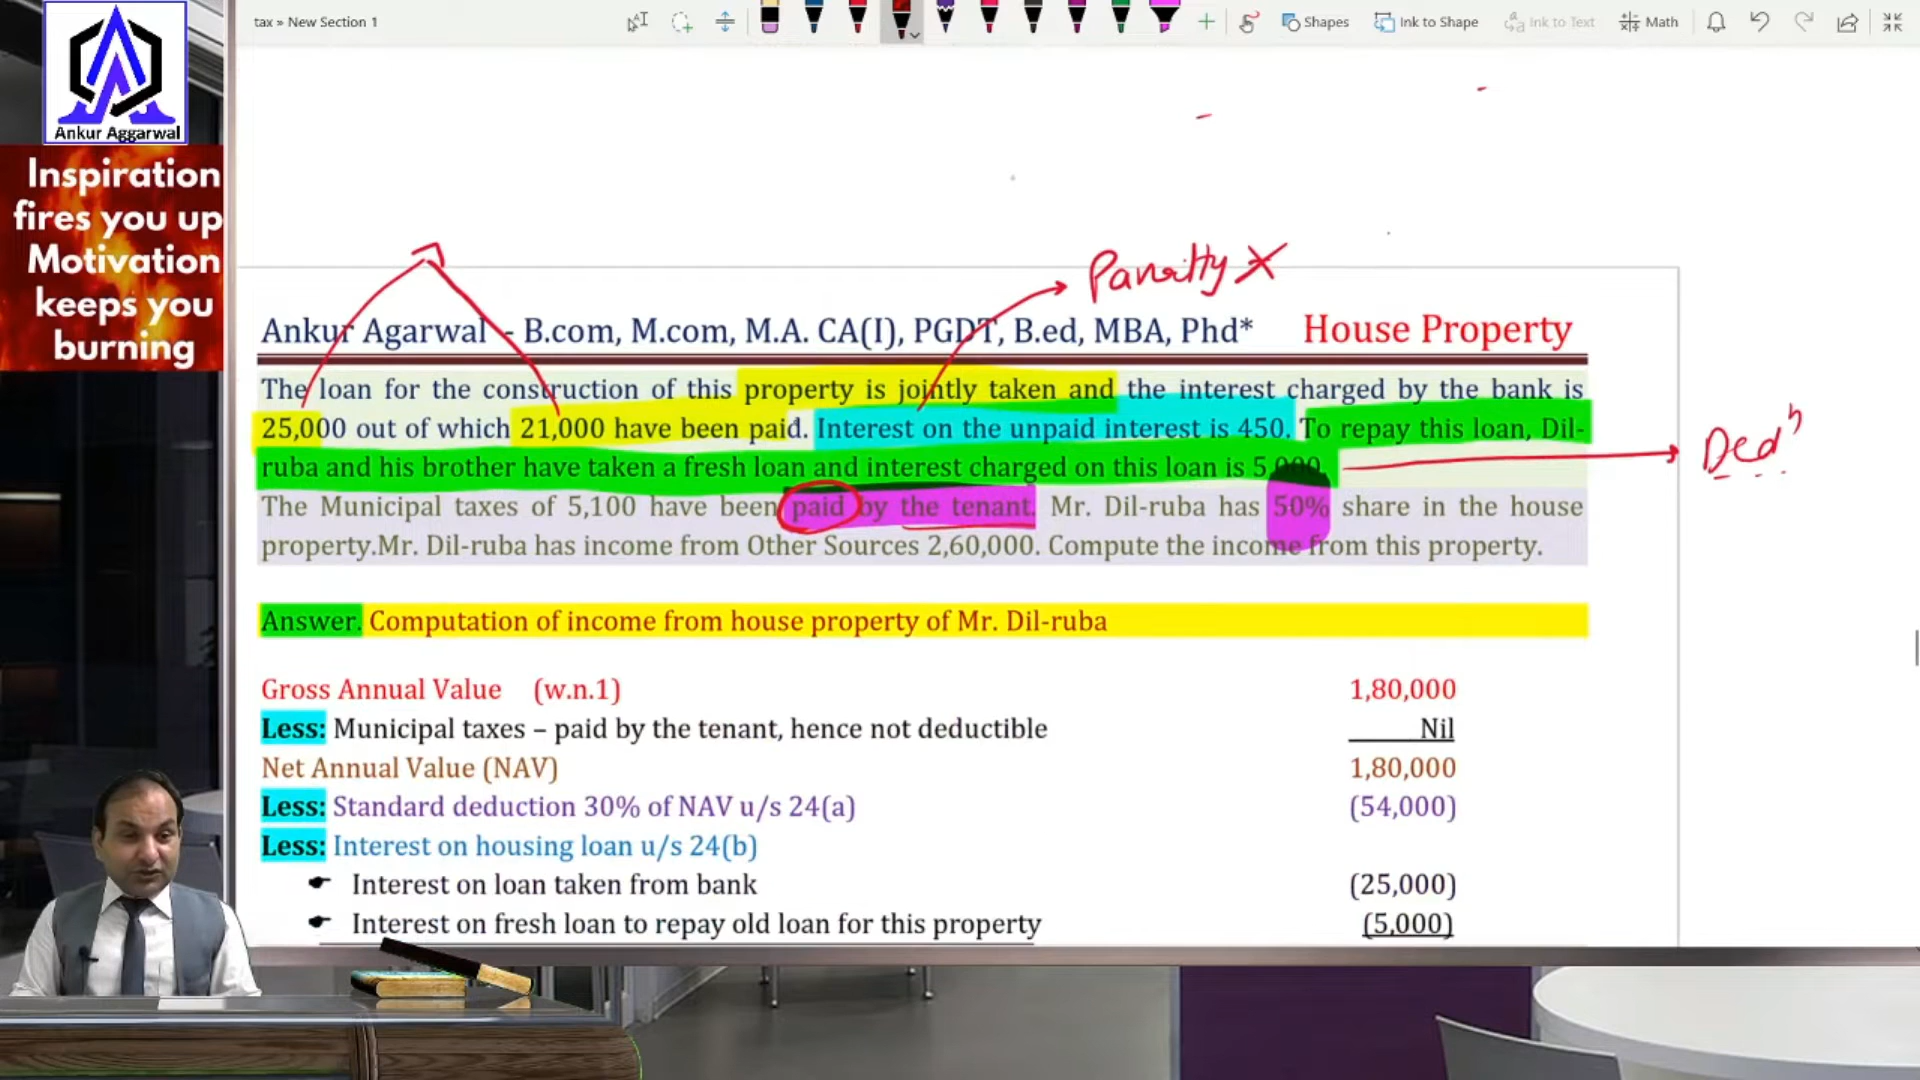 tax » New Section 1
Shapes
Ink to Shape
Ink to Text
Math
Ankur Aggarwal
Inspiration
fires you up
Motivation
keeps you
burning
Panality
Ankur Agarwal - B.com, M.com, M.A. CA(I), PGDT, B.ed, MBA, Phd* House Property
The loan for the construction of this property is jointly taken and the interest charged by the bank is
25,000 out of which 21,000 have been paid. Interest on the unpaid interest is 450. To repay this loan, Dil-
ruba and his brother have taken a fresh loan and interest charged on this loan is 5,000.
Dedⁿ
The Municipal taxes of 5,100 have been paid by the tenant. Mr. Dil-ruba has 50% share in the house
property.Mr. Dil-ruba has income from Other Sources 2,60,000. Compute the income from this property.
Answer. Computation of income from house property of Mr. Dil-ruba
Gross Annual Value (w.n.1) 1,80,000
Less: Municipal taxes – paid by the tenant, hence not deductible Nil
Net Annual Value (NAV) 1,80,000
Less: Standard deduction 30% of NAV u/s 24(a) (54,000)
Less: Interest on housing loan u/s 24(b)
Interest on loan taken from bank (25,000)
Interest on fresh loan to repay old loan for this property (5,000)